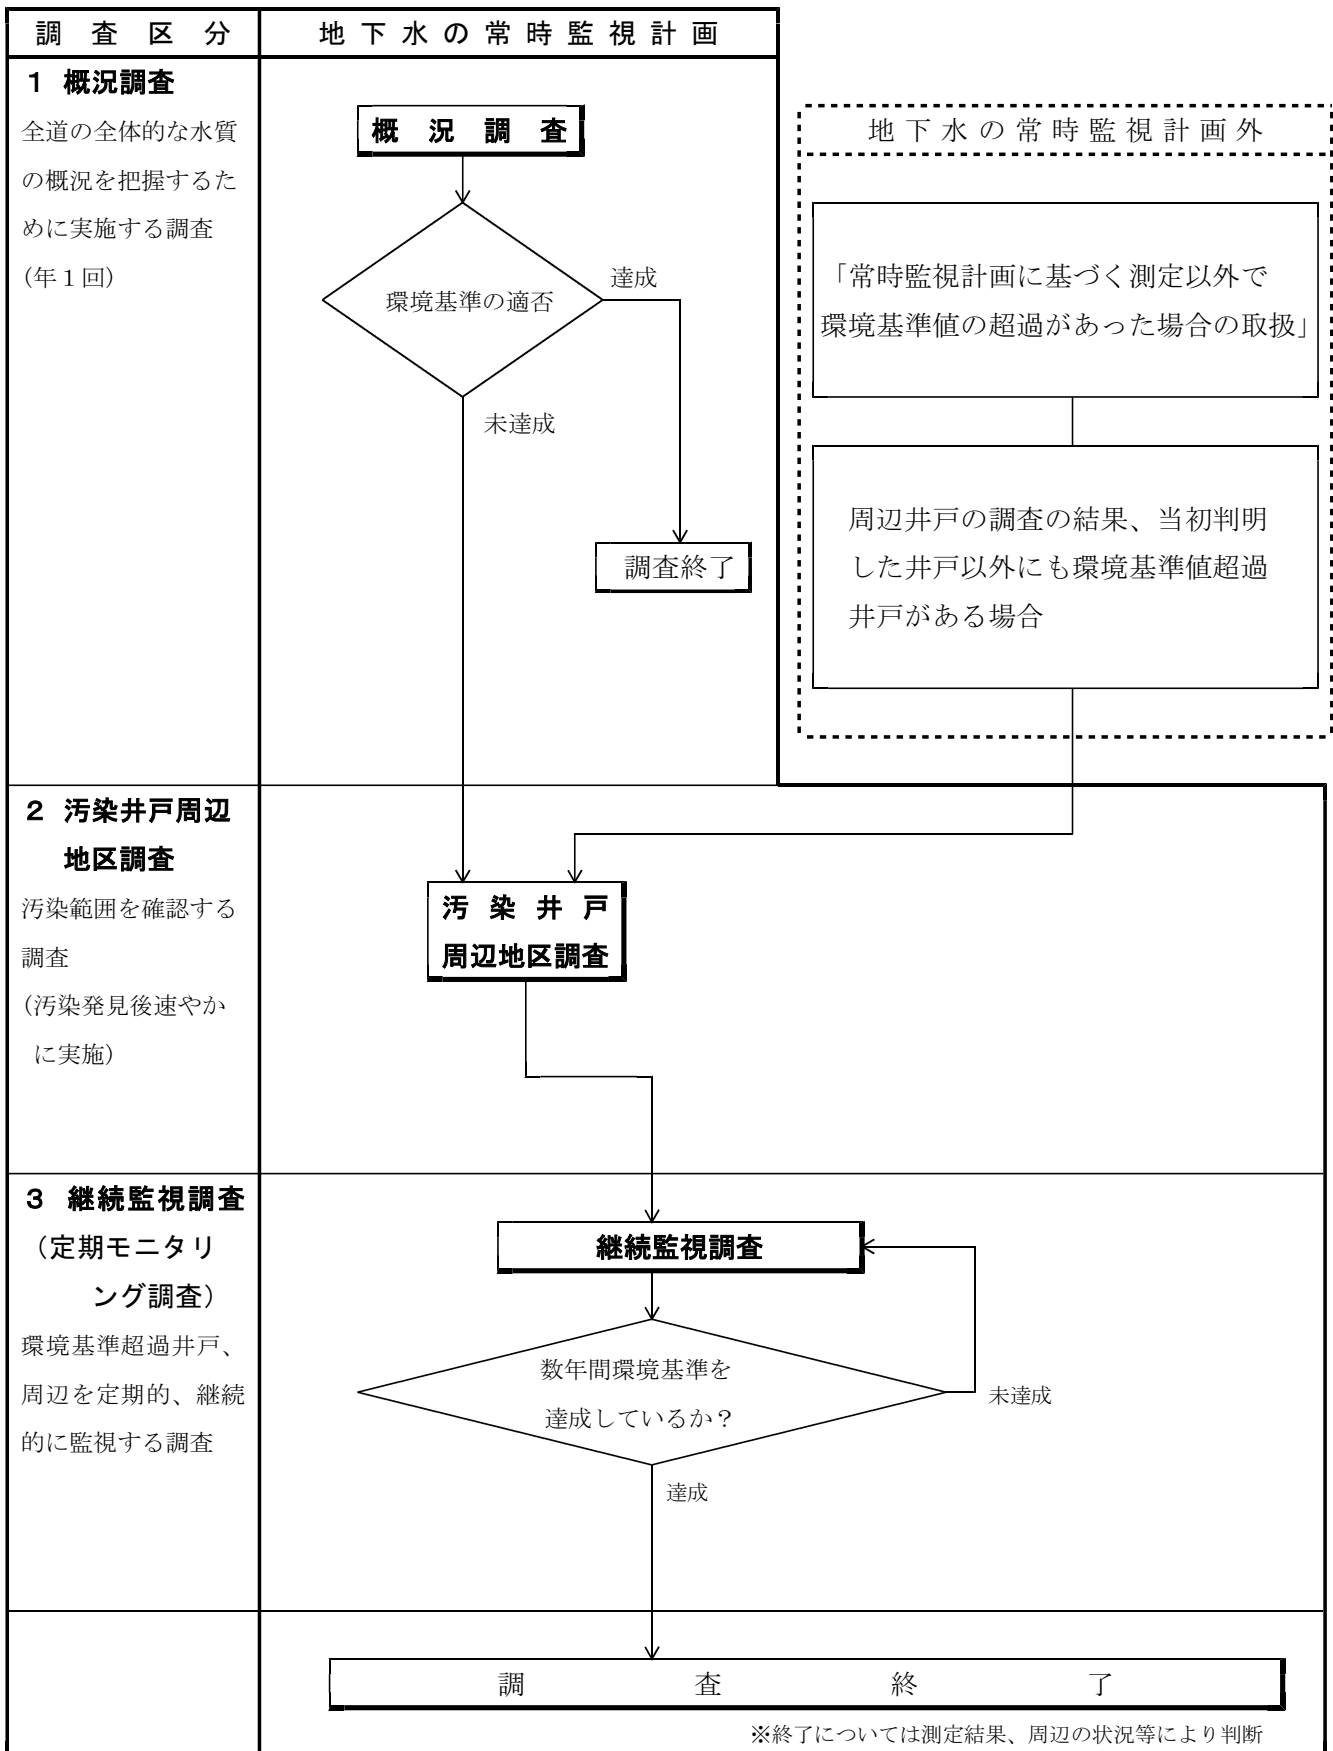 調査区分
地下水の常時監視計画
1 概況調査
全道の全体的な水質
の概況を把握するた
めに実施する調査
(年1回)
概況調査
環境基準の適否
達成
未達成
調査終了
地下水の常時監視計画外
「常時監視計画に基づく測定以外で
環境基準値の超過があった場合の取扱」
周辺井戸の調査の結果、当初判明
した井戸以外にも環境基準値超過
井戸がある場合
2 汚染井戸周辺
地区調査
汚染範囲を確認する
調査
(汚染発見後速やか
に実施)
汚染井戸
周辺地区調査
3 継続監視調査
(定期モニタリ
ング調査)
環境基準超過井戸、
周辺を定期的、継続
的に監視する調査
継続監視調査
数年間環境基準を
達成しているか?
未達成
達成
調査終了
※終了については測定結果、周辺の状況等により判断